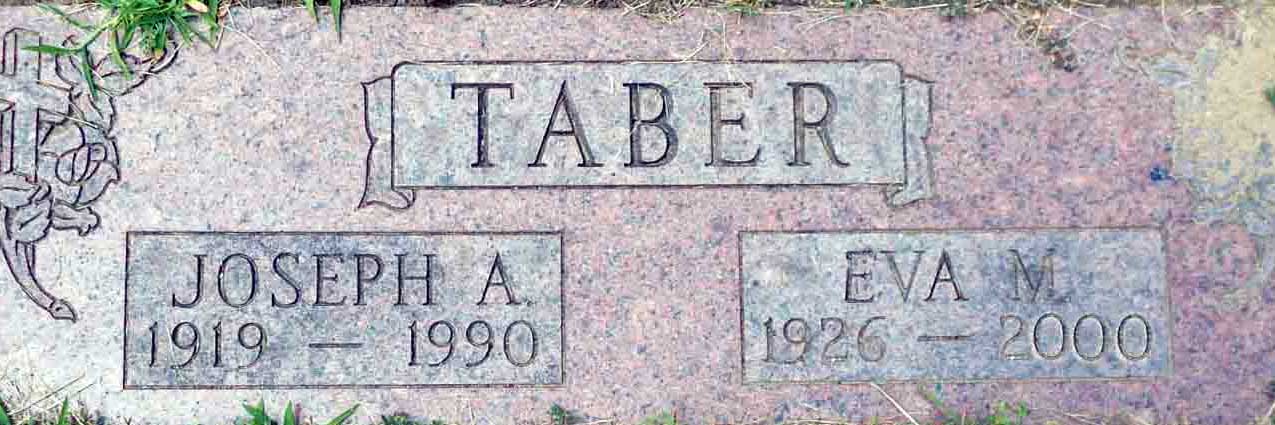 TABER
JOSEPH A.
1919 — 1990
EVA M
1926 — 2000